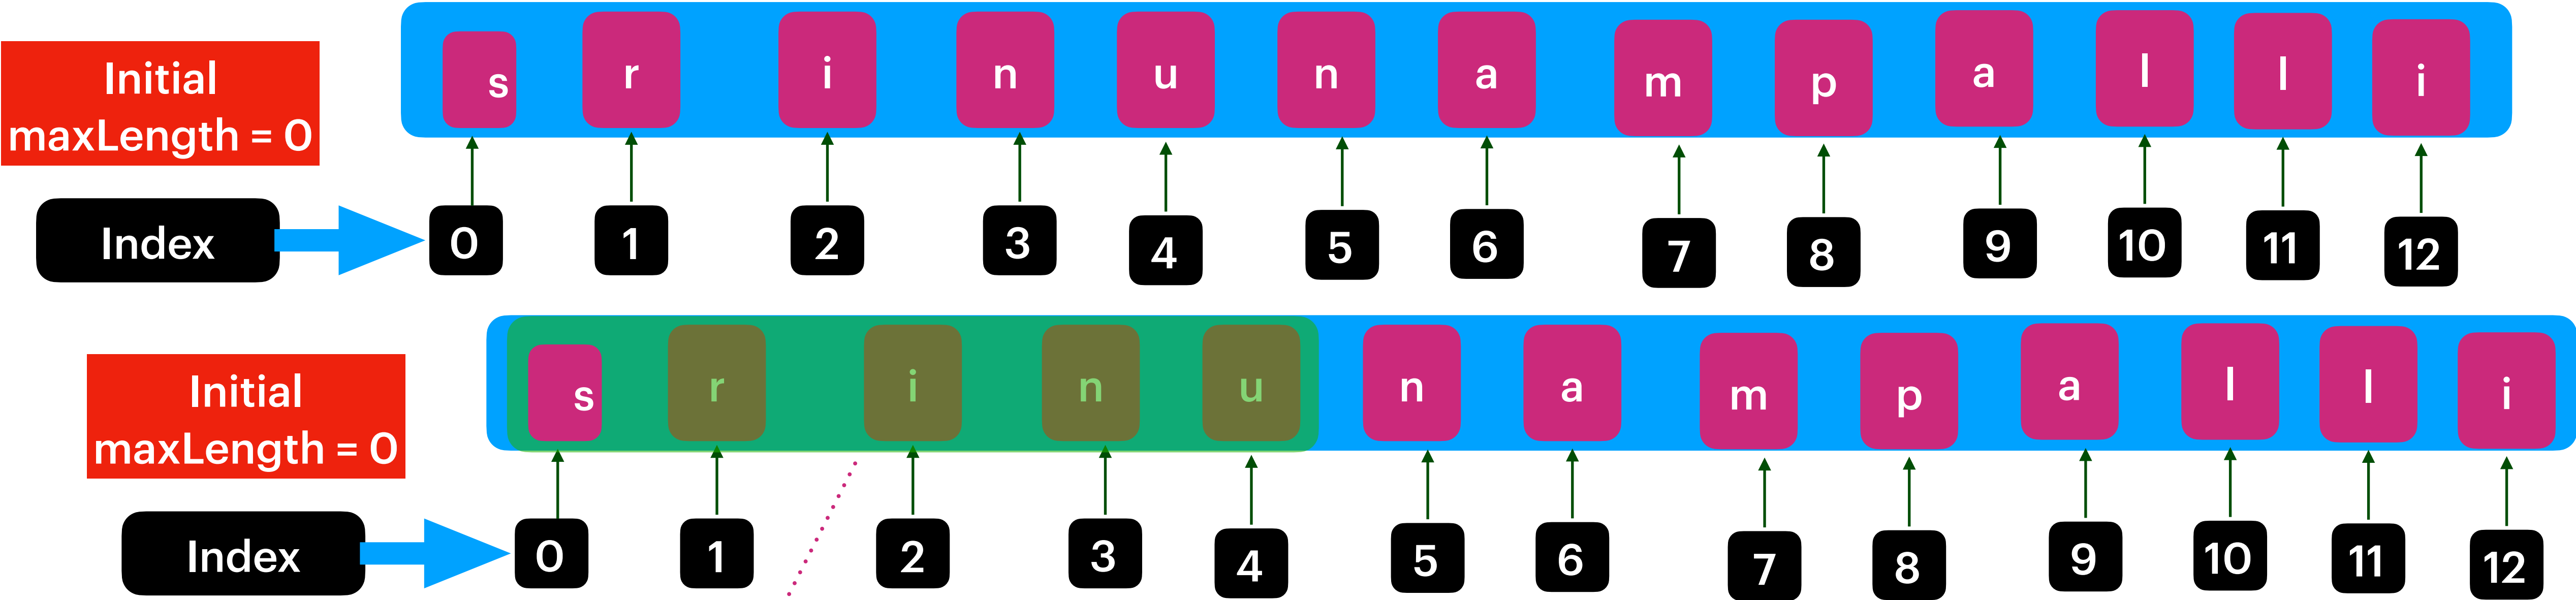 s r i n u n a m p a l l i
Initial
maxLength = 0
Index 0 1 2 3 4 5 6 7 8 9 10 11 12
s r i n u n a m p a l l i
Initial
maxLength = 0
Index 0 1 2 3 4 5 6 7 8 9 10 11 12